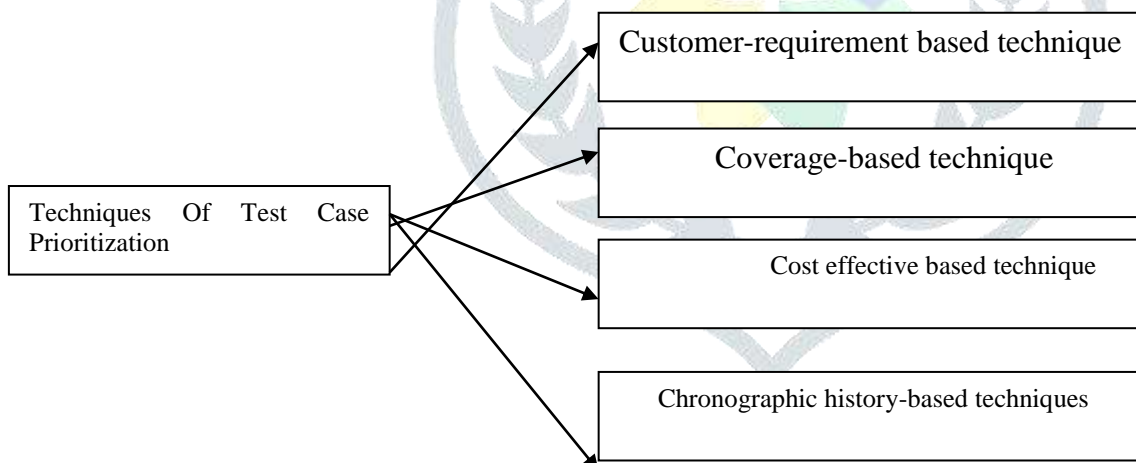 Customer-requirement based technique
Coverage-based technique
Techniques Of Test Case
Prioritization
Cost effective based technique
Chronographic history-based techniques